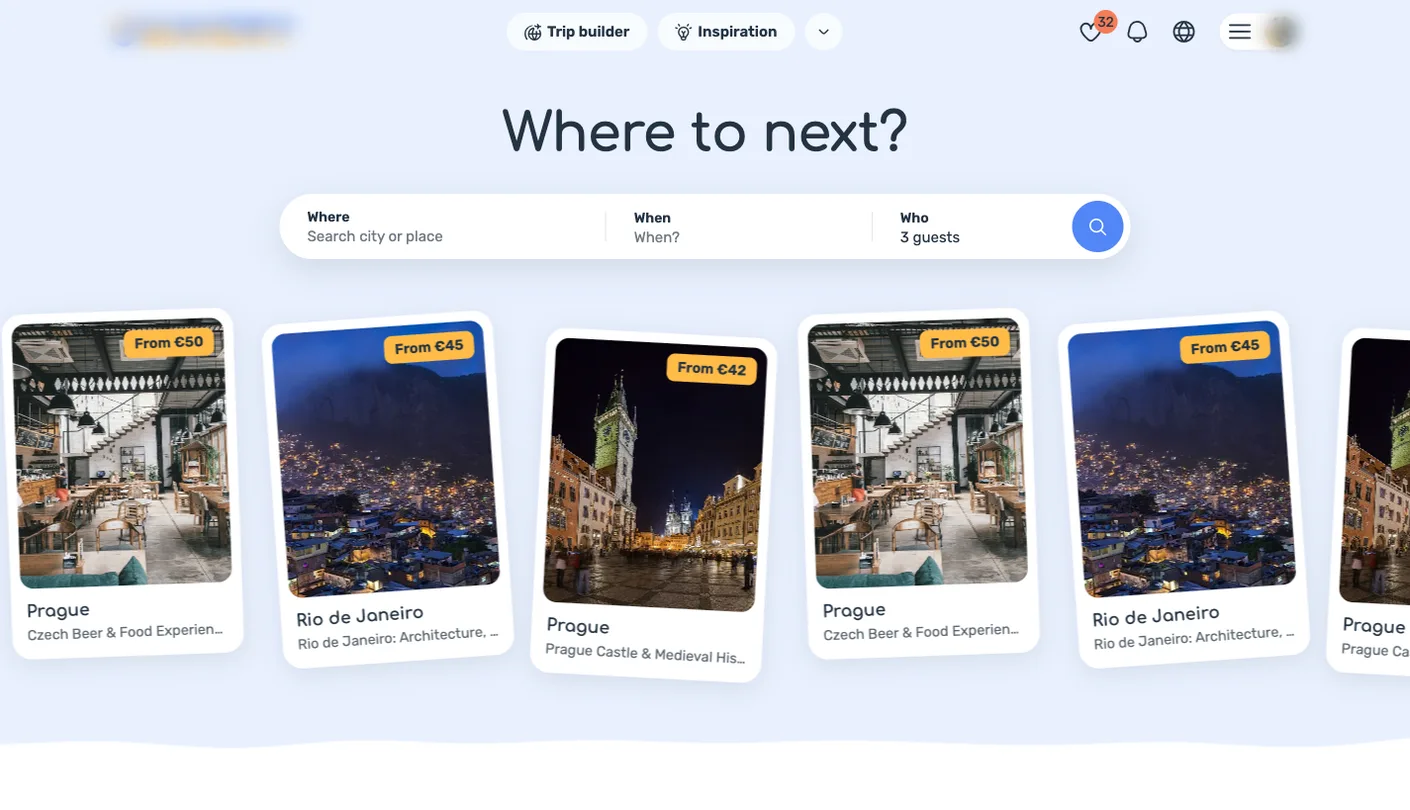 Trip builder
Inspiration
32
Where to next?
Where
Search city or place
When
When?
Who
3 guests
From €50
Prague
Czech Beer & Food Experien...
From €45
Rio de Janeiro
Rio de Janeiro: Architecture, ...
From €42
Prague
Prague Castle & Medieval His...
From €50
Prague
Czech Beer & Food Experien...
From €45
Rio de Janeiro
Rio de Janeiro: Architecture, ...
Prague
Prague Ca